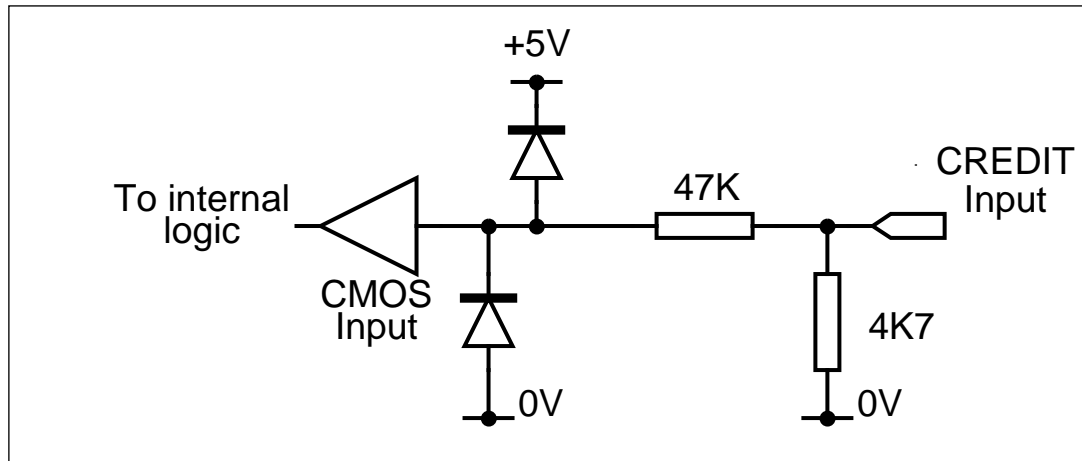 +5V
CREDIT
Input
47K
To internal
logic
CMOS
Input
4K7
0V
0V